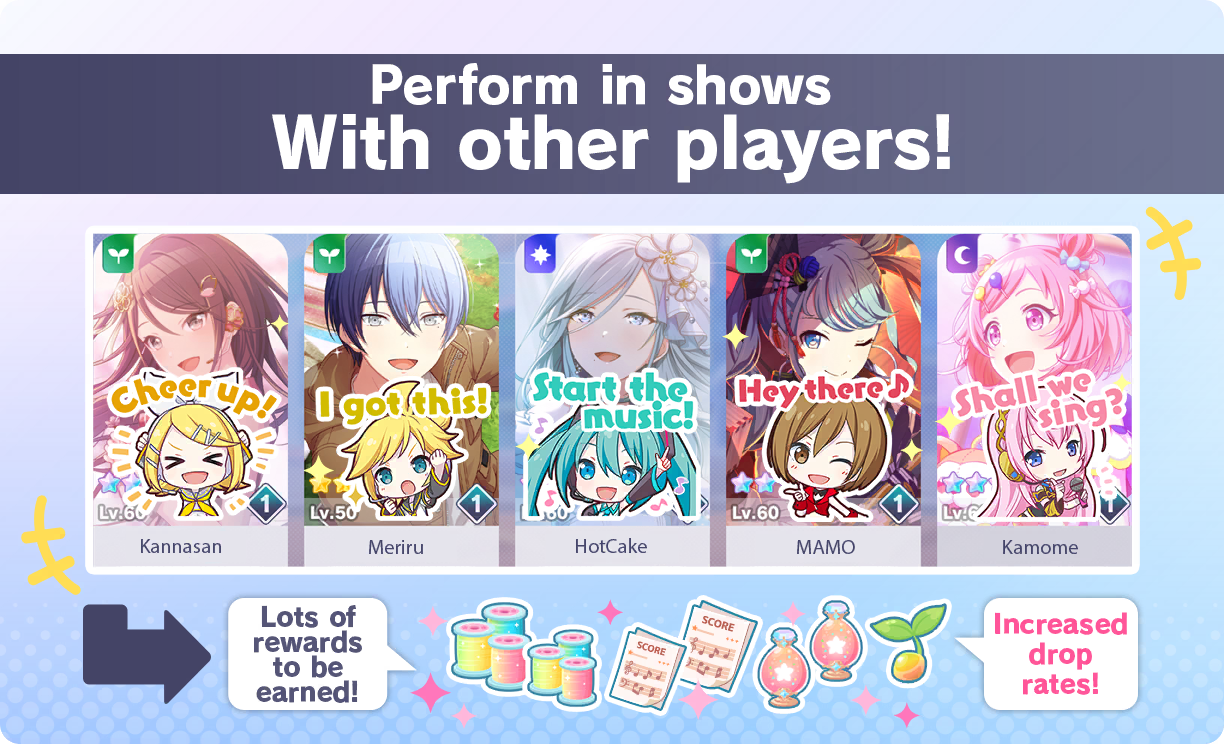 Perform in shows
With other players!
Cheer up!
Lv.60
1
Kannasan
I got this!
Lv.50
1
Meriru
Start the
music!
HotCake
Hey there♪
Lv.60
1
MAMO
Shall we
sing?
1
Kamome
Lots of
rewards
to be
earned!
SCORE
SCORE
Increased
drop
rates!